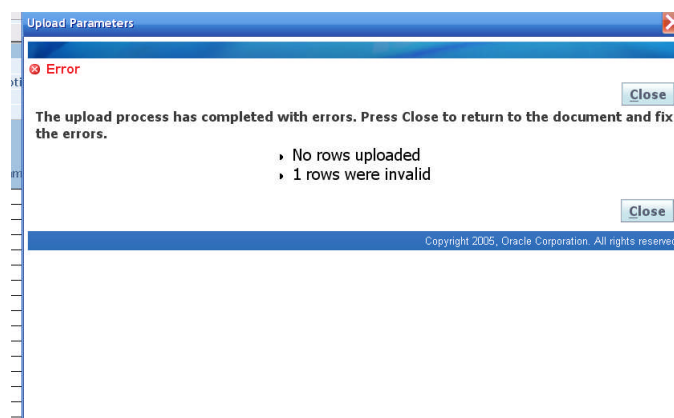 Upload Parameters
Error
Close
The upload process has completed with errors. Press Close to return to the document and fix
the errors.
No rows uploaded
1 rows were invalid
Close
Copyright 2005, Oracle Corporation. All rights reserved